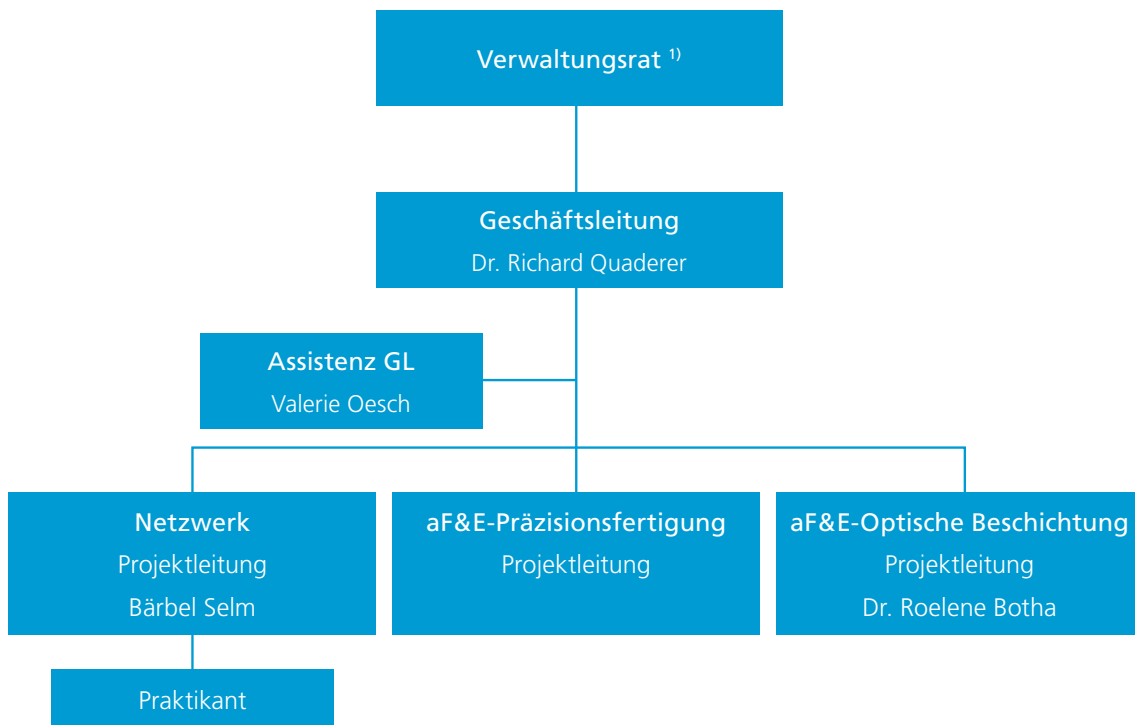 Verwaltungsrat 1)
Geschäftsleitung
Dr. Richard Quaderer
Assistenz GL
Valerie Oesch
Netzwerk
Projektleitung
Bärbel Selm
aF&E-Präzisionsfertigung
Projektleitung
aF&E-Optische Beschichtung
Projektleitung
Dr. Roelene Botha
Praktikant